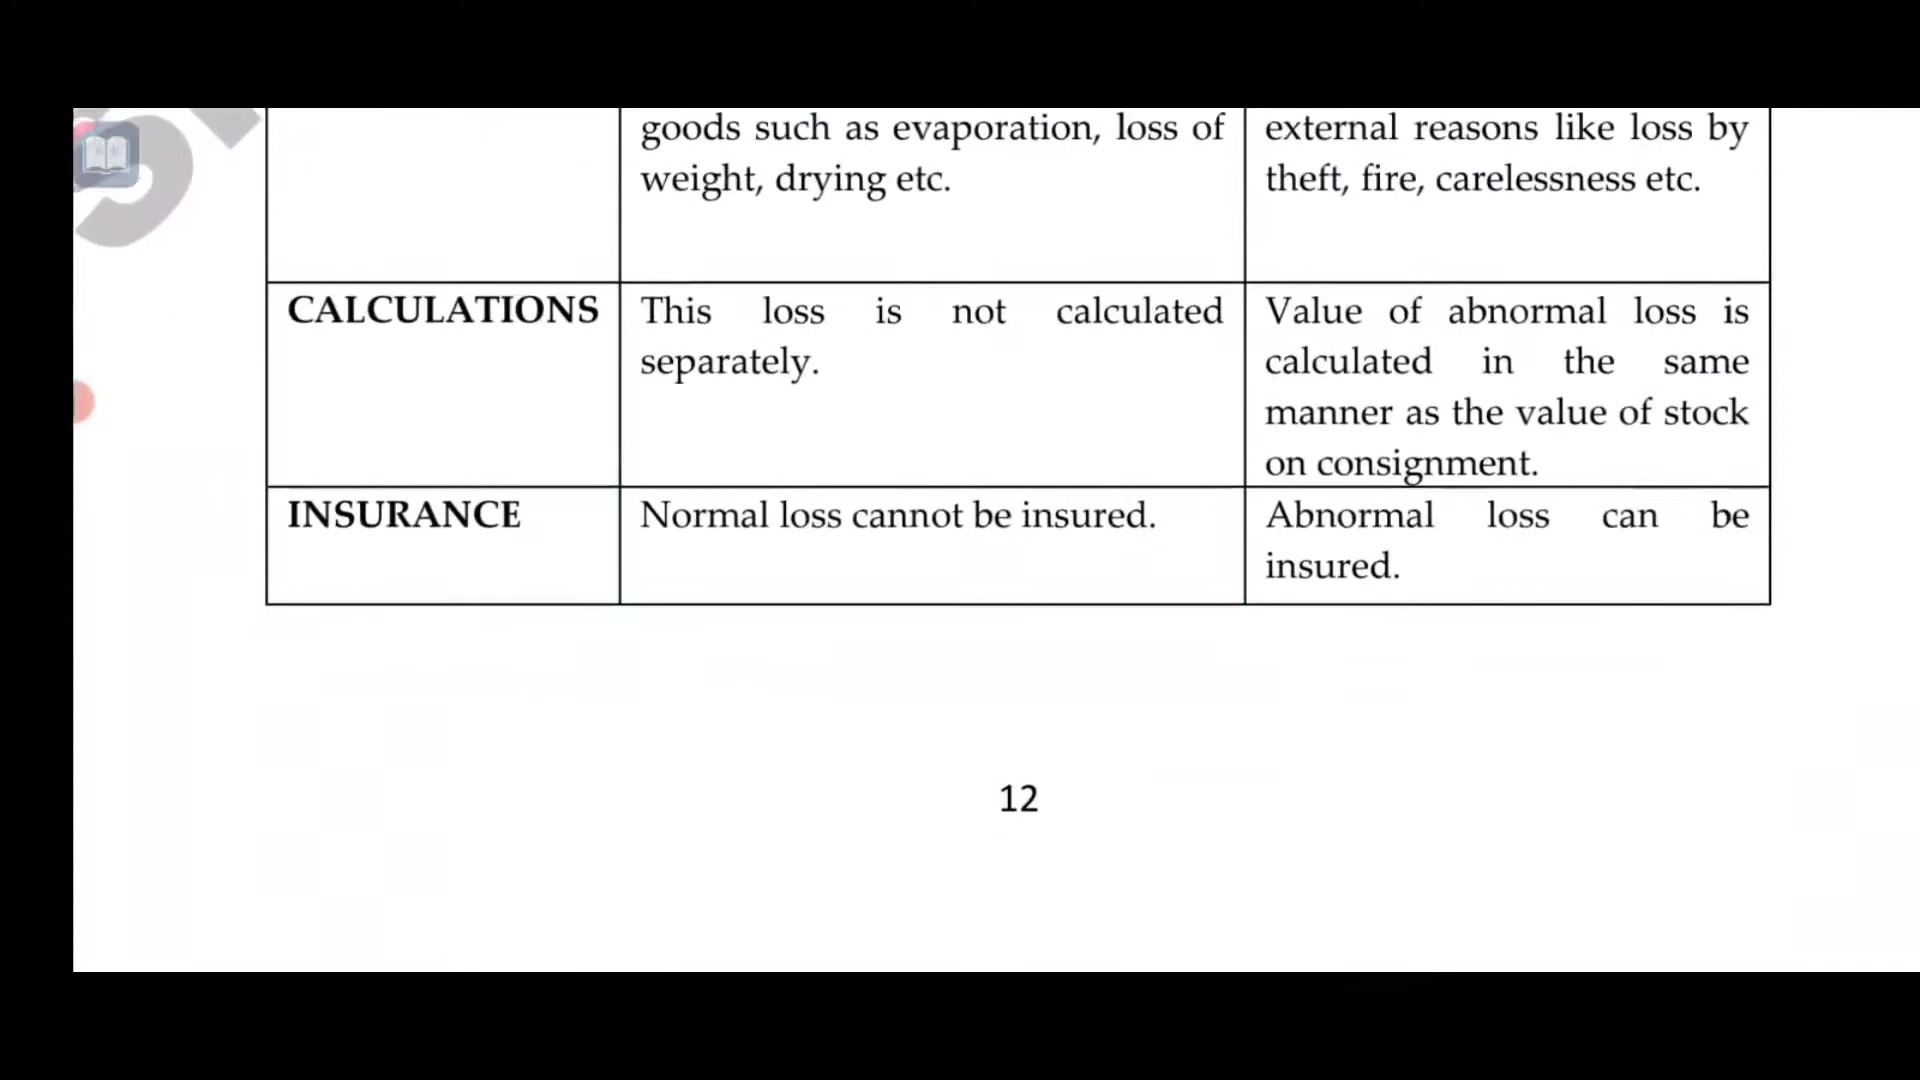 goods such as evaporation, loss of
weight, drying etc.
external reasons like loss by
theft, fire, carelessness etc.
CALCULATIONS
This loss is not calculated
separately.
Value of abnormal loss is
calculated in the same
manner as the value of stock
on consignment.
INSURANCE
Normal loss cannot be insured.
Abnormal loss can be
insured.
12